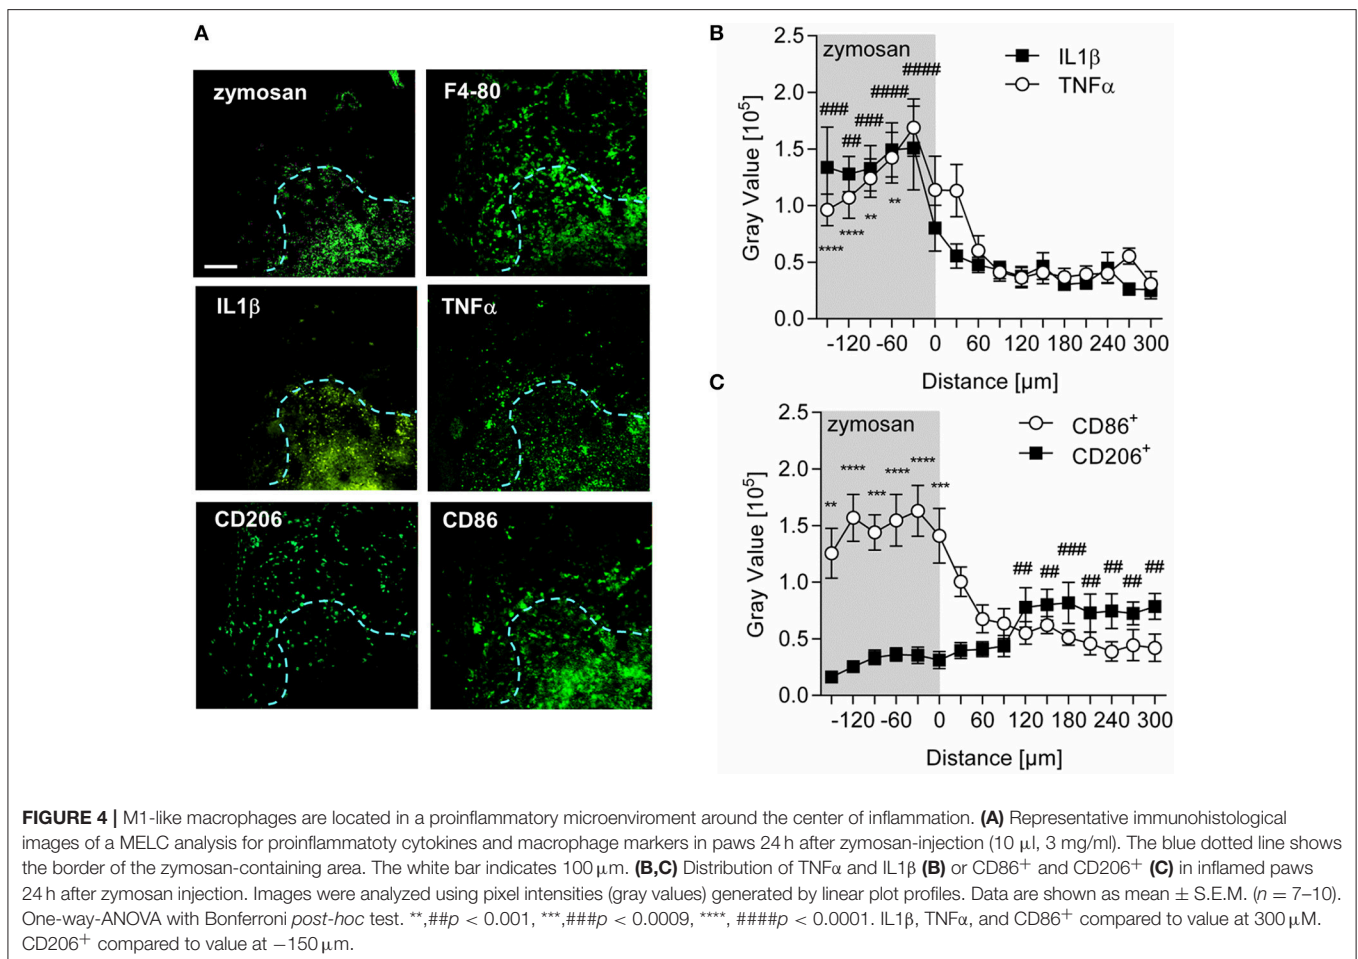 A
zymosan
F4-80
IL1β
TNFα
CD206
CD86
B
2.5
2.0
1.5
1.0
0.5
0.0
Gray Value [10⁵]
zymosan
IL1β
TNFα
###
##
###
####
####
****
****
**
**
-120 -60 0 60 120 180 240 300
Distance [µm]
C
2.5
2.0
1.5
1.0
0.5
0.0
Gray Value [10⁵]
zymosan
CD86⁺
CD206⁺
**
****
***
****
****
***
##
##
###
##
##
##
##
-120 -60 0 60 120 180 240 300
Distance [µm]
FIGURE 4 | M1-like macrophages are located in a proinflammatory microenviroment around the center of inflammation. (A) Representative immunohistological
images of a MELC analysis for proinflammatoty cytokines and macrophage markers in paws 24 h after zymosan-injection (10 µl, 3 mg/ml). The blue dotted line shows
the border of the zymosan-containing area. The white bar indicates 100 µm. (B,C) Distribution of TNFα and IL1β (B) or CD86⁺ and CD206⁺ (C) in inflamed paws
24 h after zymosan injection. Images were analyzed using pixel intensities (gray values) generated by linear plot profiles. Data are shown as mean ± S.E.M. (n = 7–10).
One-way-ANOVA with Bonferroni post-hoc test. **,##p < 0.001, ***,###p < 0.0009, ****, ####p < 0.0001. IL1β, TNFα, and CD86⁺ compared to value at 300 µM.
CD206⁺ compared to value at −150 µm.